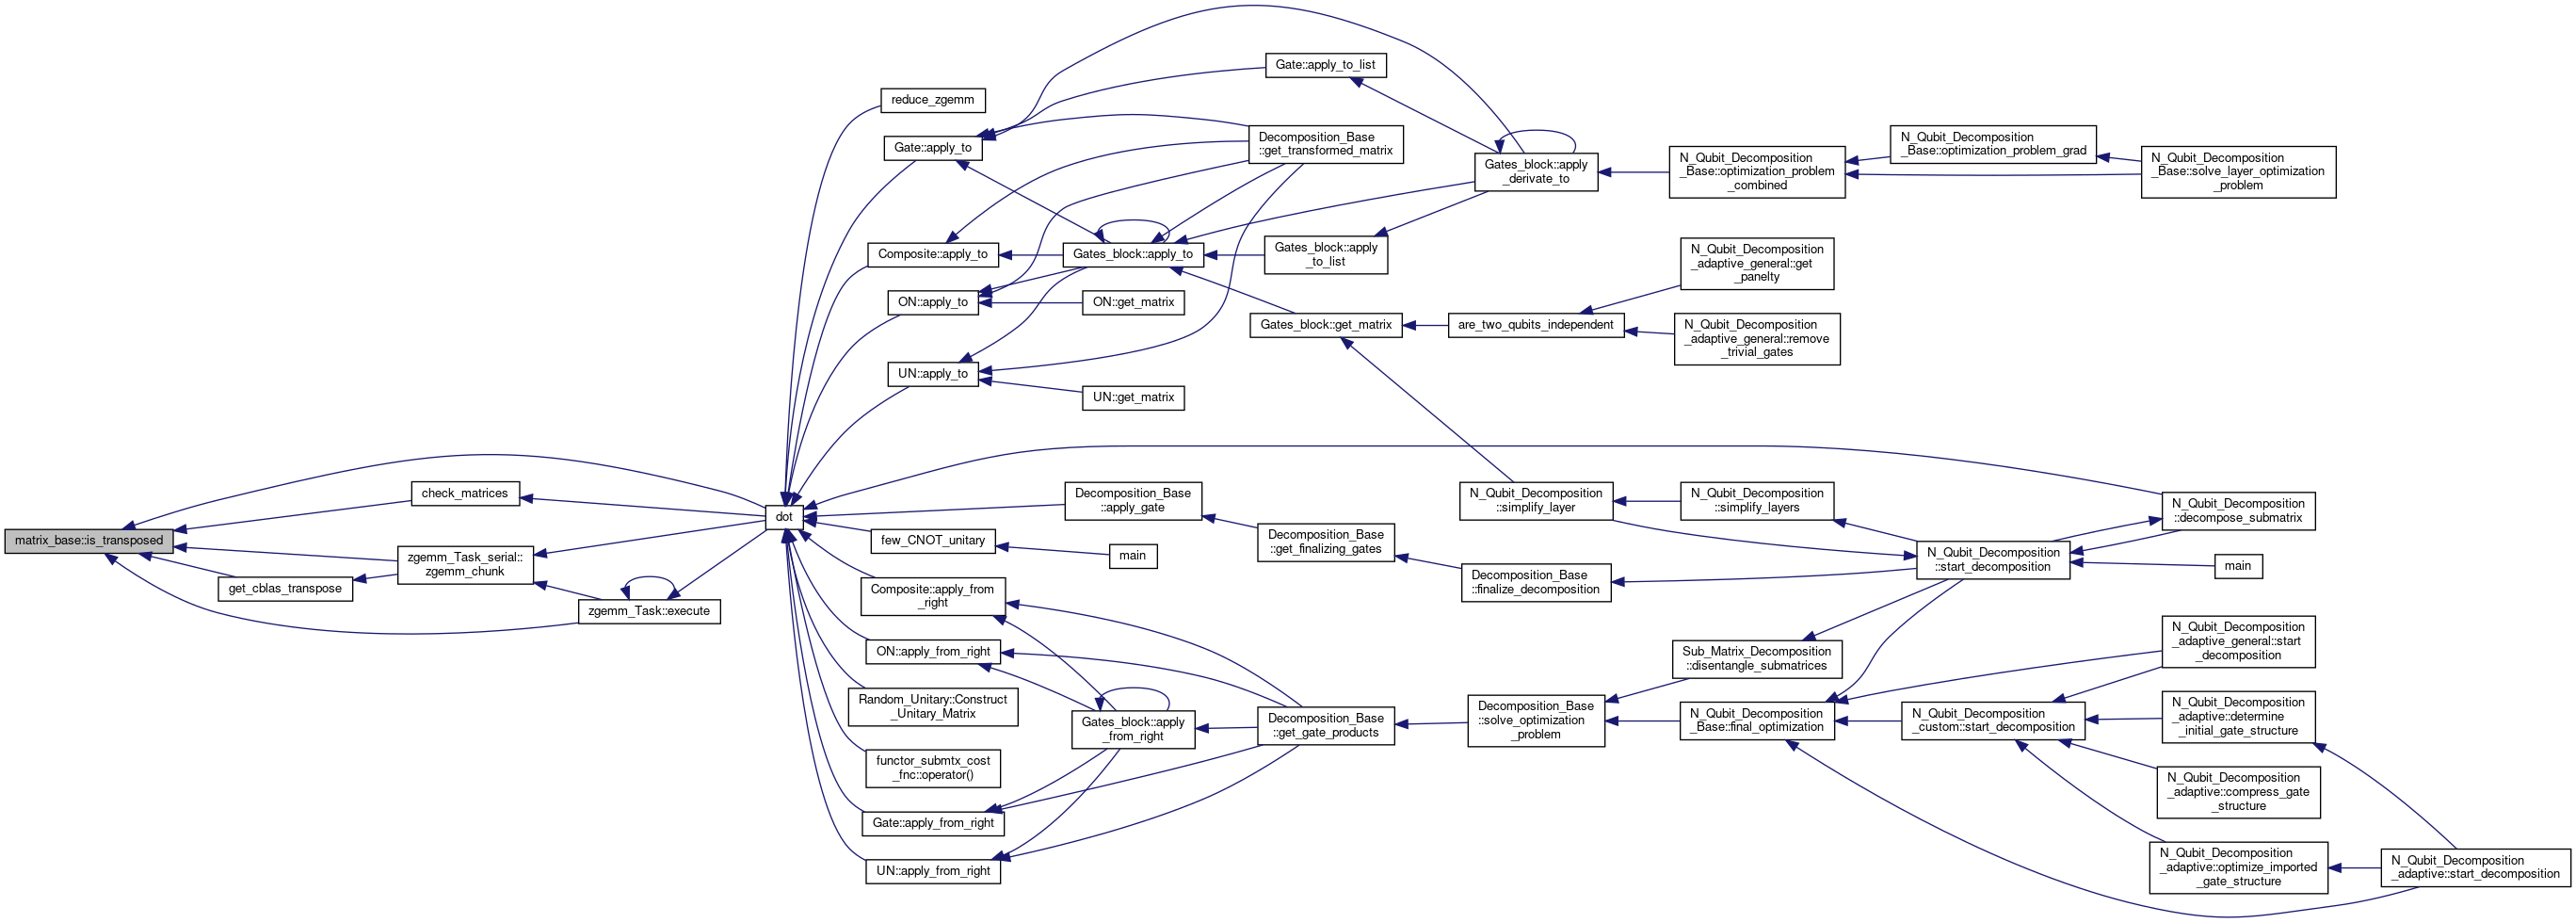 matrix_base::is_transposed
check_matrices
zgemm_Task_serial::
zgemm_chunk
get_cblas_transpose
zgemm_Task::execute
dot
reduce_zgemm
Gate::apply_to
Composite::apply_to
ON::apply_to
UN::apply_to
Decomposition_Base
::apply_gate
few_CNOT_unitary
main
Composite::apply_from
_right
ON::apply_from_right
Random_Unitary::Construct
_Unitary_Matrix
functor_submtx_cost
_fnc::operator()
Gate::apply_from_right
UN::apply_from_right
Gates_block::apply_to
ON::get_matrix
UN::get_matrix
Gates_block::apply
_from_right
Gate::apply_to_list
Decomposition_Base
::get_transformed_matrix
Gates_block::apply
_to_list
Gates_block::get_matrix
Decomposition_Base
::get_finalizing_gates
Decomposition_Base
::get_gate_products
Gates_block::apply
_derivate_to
are_two_qubits_independent
N_Qubit_Decomposition
::simplify_layer
Decomposition_Base
::finalize_decomposition
Decomposition_Base
::solve_optimization
_problem
N_Qubit_Decomposition
_Base::optimization_problem
_combined
N_Qubit_Decomposition
_adaptive_general::get
_panelty
N_Qubit_Decomposition
_adaptive_general::remove
_trivial_gates
N_Qubit_Decomposition
::simplify_layers
Sub_Matrix_Decomposition
::disentangle_submatrices
N_Qubit_Decomposition
_Base::final_optimization
N_Qubit_Decomposition
_Base::optimization_problem_grad
N_Qubit_Decomposition
::start_decomposition
N_Qubit_Decomposition
_custom::start_decomposition
N_Qubit_Decomposition
_Base::solve_layer_optimization
_problem
N_Qubit_Decomposition
::decompose_submatrix
main
N_Qubit_Decomposition
_adaptive_general::start
_decomposition
N_Qubit_Decomposition
_adaptive::determine
_initial_gate_structure
N_Qubit_Decomposition
_adaptive::compress_gate
_structure
N_Qubit_Decomposition
_adaptive::optimize_imported
_gate_structure
N_Qubit_Decomposition
_adaptive::start_decomposition